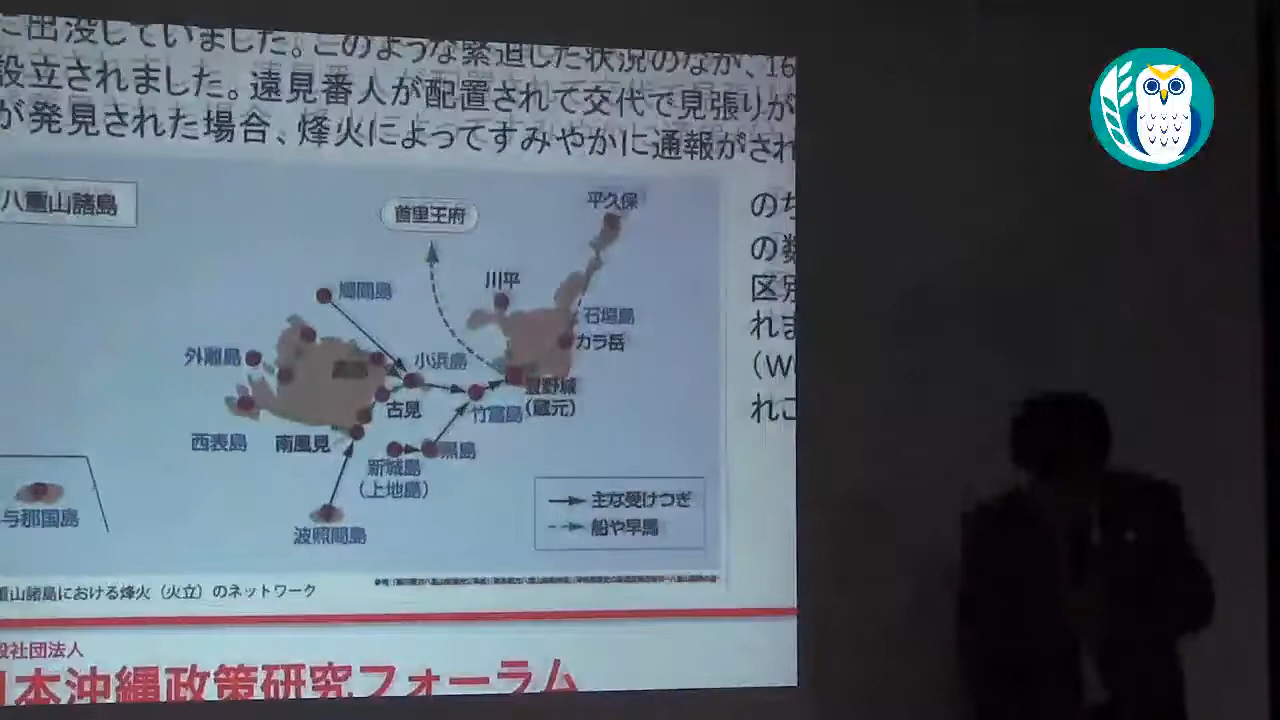 に出没していました。このような緊迫した状況のなか、16
設立されました。遠見番人が配置されて交代で見張りが
が発見された場合、烽火によってすみやかに通報がされ
八重山諸島
首里王府
平久保
のち
の数
川平
鳩間島
区別
石垣島
れま
カラ岳
外離島
小浜島
（W
古見
竹富島
（蔵元）
れこ
西表島
南風見
黒島
新城島
（上地島）
主な受けつぎ
船や早馬
与那国島
波照間島
重山諸島における烽火（火立）のネットワーク
般社団法人
日本沖縄政策研究フォーラム